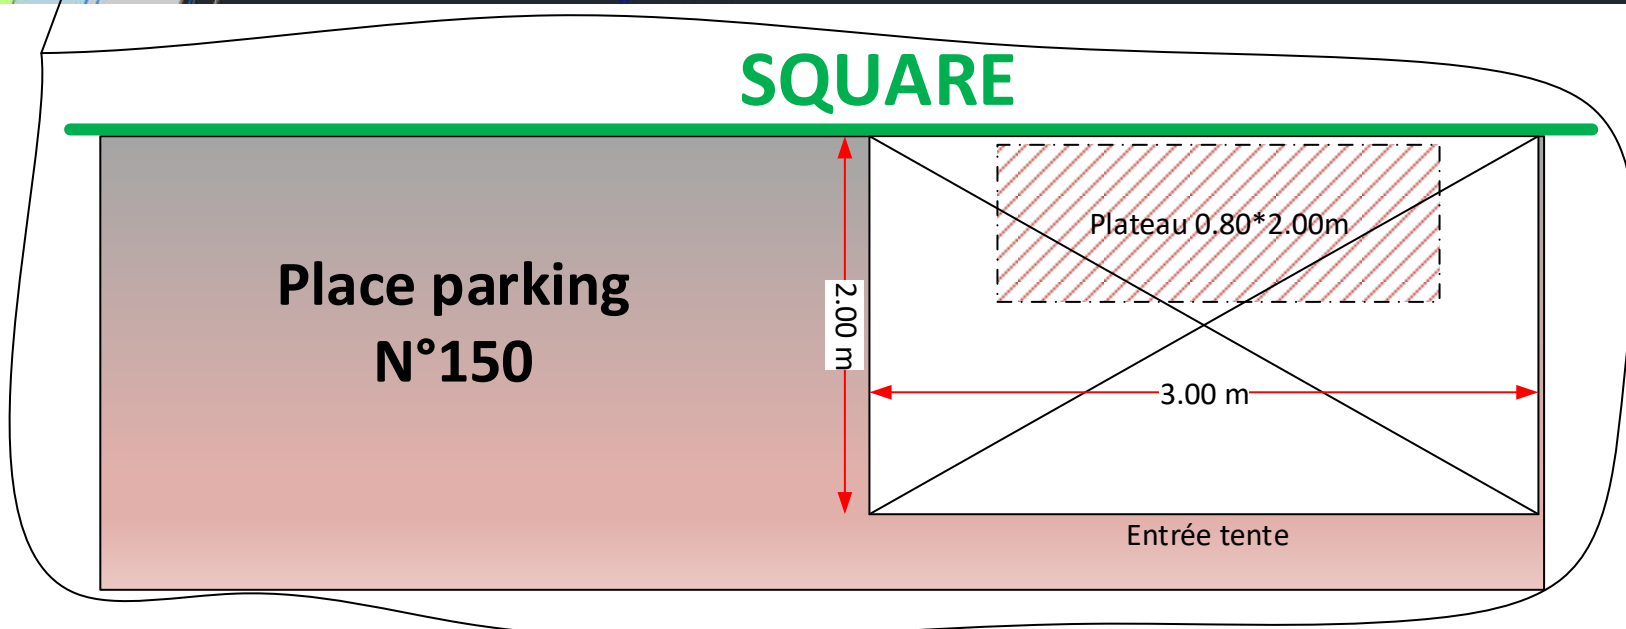 SQUARE
Plateau 0.80*2.00m
Place parking
N°150
2.00 m
3.00 m
Entrée tente